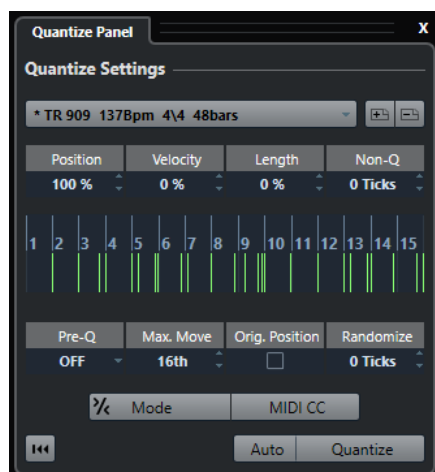 Quantize Panel X
Quantize Settings
* TR 909 137Bpm 4\4 48bars
Position Velocity Length Non-Q
100 % 0 % 0 % 0 Ticks
1 2 3 4 5 6 7 8 9 10 11 12 13 14 15
Pre-Q Max. Move Orig. Position Randomize
OFF 16th 0 Ticks
Mode MIDI CC
Auto Quantize